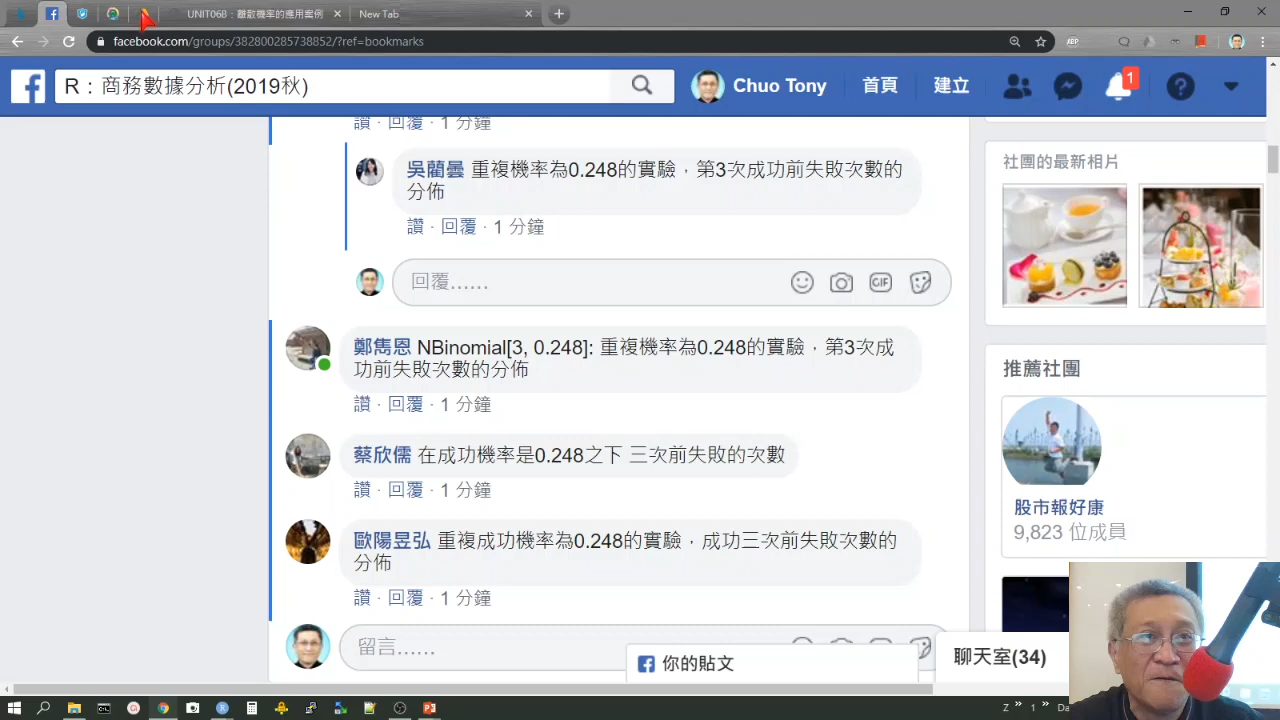 UNIT06B：離散機率的應用案例
New Tab
facebook.com/groups/382800285738852/?ref=bookmarks
ABP
R：商務數據分析(2019秋)
Chuo Tony
首頁
建立
1
讚 · 回覆 · 1 分鐘
吳藺曇 重複機率為0.248的實驗，第3次成功前失敗次數的
分佈
讚 · 回覆 · 1 分鐘
回覆……
GIF
鄭雋恩 NBinomial[3, 0.248]: 重複機率為0.248的實驗，第3次成
功前失敗次數的分佈
讚 · 回覆 · 1 分鐘
蔡欣儒 在成功機率是0.248之下 三次前失敗的次數
讚 · 回覆 · 1 分鐘
歐陽昱弘 重複成功機率為0.248的實驗，成功三次前失敗次數的
分佈
讚 · 回覆 · 1 分鐘
留言……
你的貼文
聊天室(34)
社團的最新相片
推薦社團
股市報好康
9,823 位成員
Z
1
Da